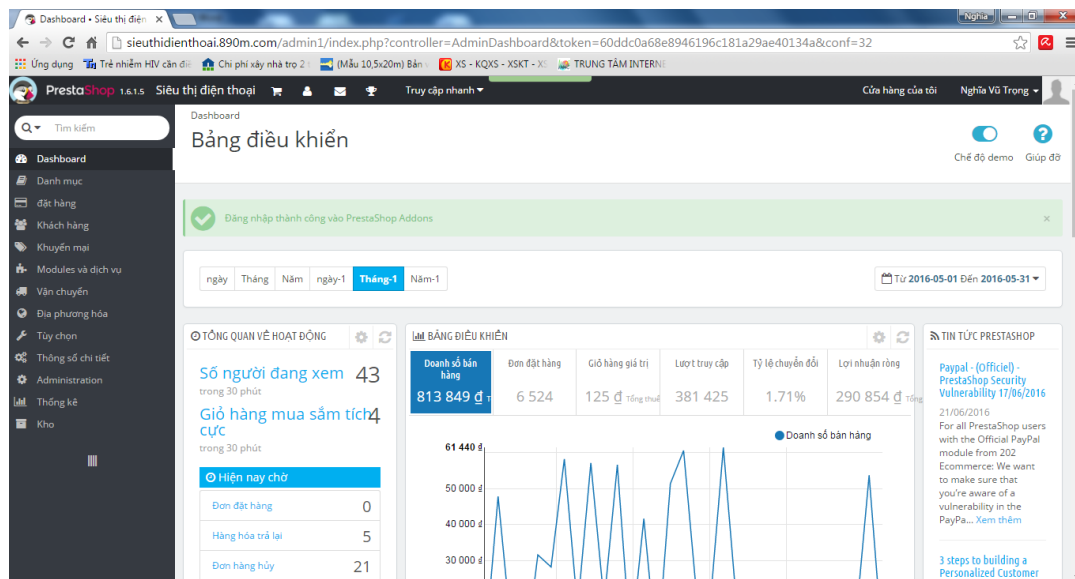 Dashboard • Siêu thị điện
Nghĩa
sieuthidienthoai.890m.com/admin1/index.php?controller=AdminDashboard&token=60ddc0a68e8946196c181a29ae40134a&conf=32
Ứng dụng Trẻ nhiễm HIV cần Chi phí xây nhà trọ 2 (Mẫu 10,5x20m) Bản XS - KQXS - XSKT - TRUNG TÂM INTERN
PrestaShop 1.6.1.5 Siêu thị điện thoại Truy cập nhanh Cửa hàng của tôi Nghĩa Vũ Trọng
Tìm kiếm
Dashboard
Danh mục
đặt hàng
Khách hàng
Khuyến mại
Modules và dịch vụ
Vận chuyển
Địa phương hóa
Tùy chọn
Thông số chi tiết
Administration
Thống kê
Kho
Dashboard
Bảng điều khiển
Chế độ demo Giúp đỡ
Đăng nhập thành công vào PrestaShop Addons
ngày Tháng Năm ngày-1 Tháng-1 Năm-1
Từ 2016-05-01 Đến 2016-05-31
TỔNG QUAN VỀ HOẠT ĐỘNG
Số người đang xem 43
trong 30 phút
Giỏ hàng mua sắm tích 4
cực
trong 30 phút
Hiện nay chờ
Đơn đặt hàng 0
Hàng hóa trả lại 5
Đơn hàng hủy 21
BẢNG ĐIỀU KHIỂN
Doanh số bán
hàng
813 849 ₫
Đơn đặt hàng
6 524
Giỏ hàng giá trị
125 ₫ Tổng thuế
Lượt truy cập
381 425
Tỷ lệ chuyển đổi
1.71%
Lợi nhuận ròng
290 854 ₫ Tổng
Doanh số bán hàng
61 440 ₫
50 000 ₫
40 000 ₫
30 000 ₫
TIN TỨC PRESTASHOP
Paypal - (Officiel) -
PrestaShop Security
Vulnerability 17/06/2016
21/06/2016
For all PrestaShop users
with the Official PayPal
module from 202
Ecommerce: We want
to make sure that
you're aware of a
vulnerability in the
PayPa... Xem thêm
3 steps to building a
Personalized Customer